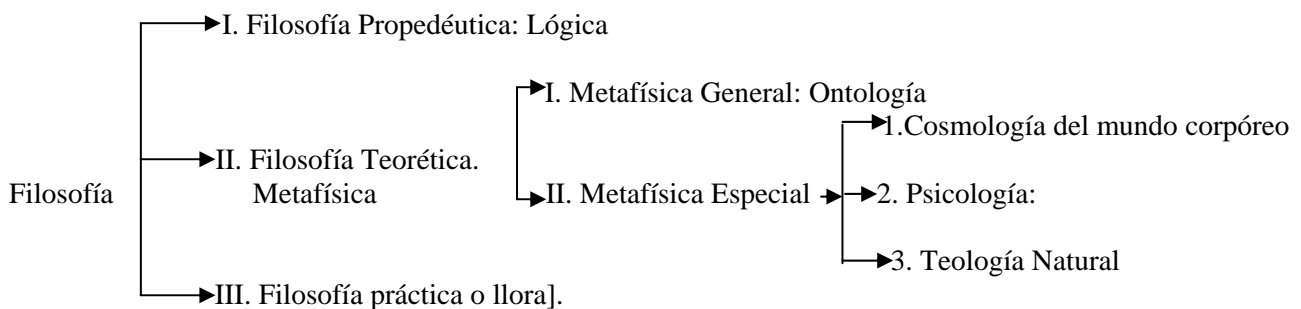 I. Filosofía Propedéutica: Lógica
I. Metafísica General: Ontología
1.Cosmología del mundo corpóreo
II. Filosofía Teorética.
Metafísica
Filosofía
II. Metafísica Especial
2. Psicología:
3. Teología Natural
III. Filosofía práctica o llora].